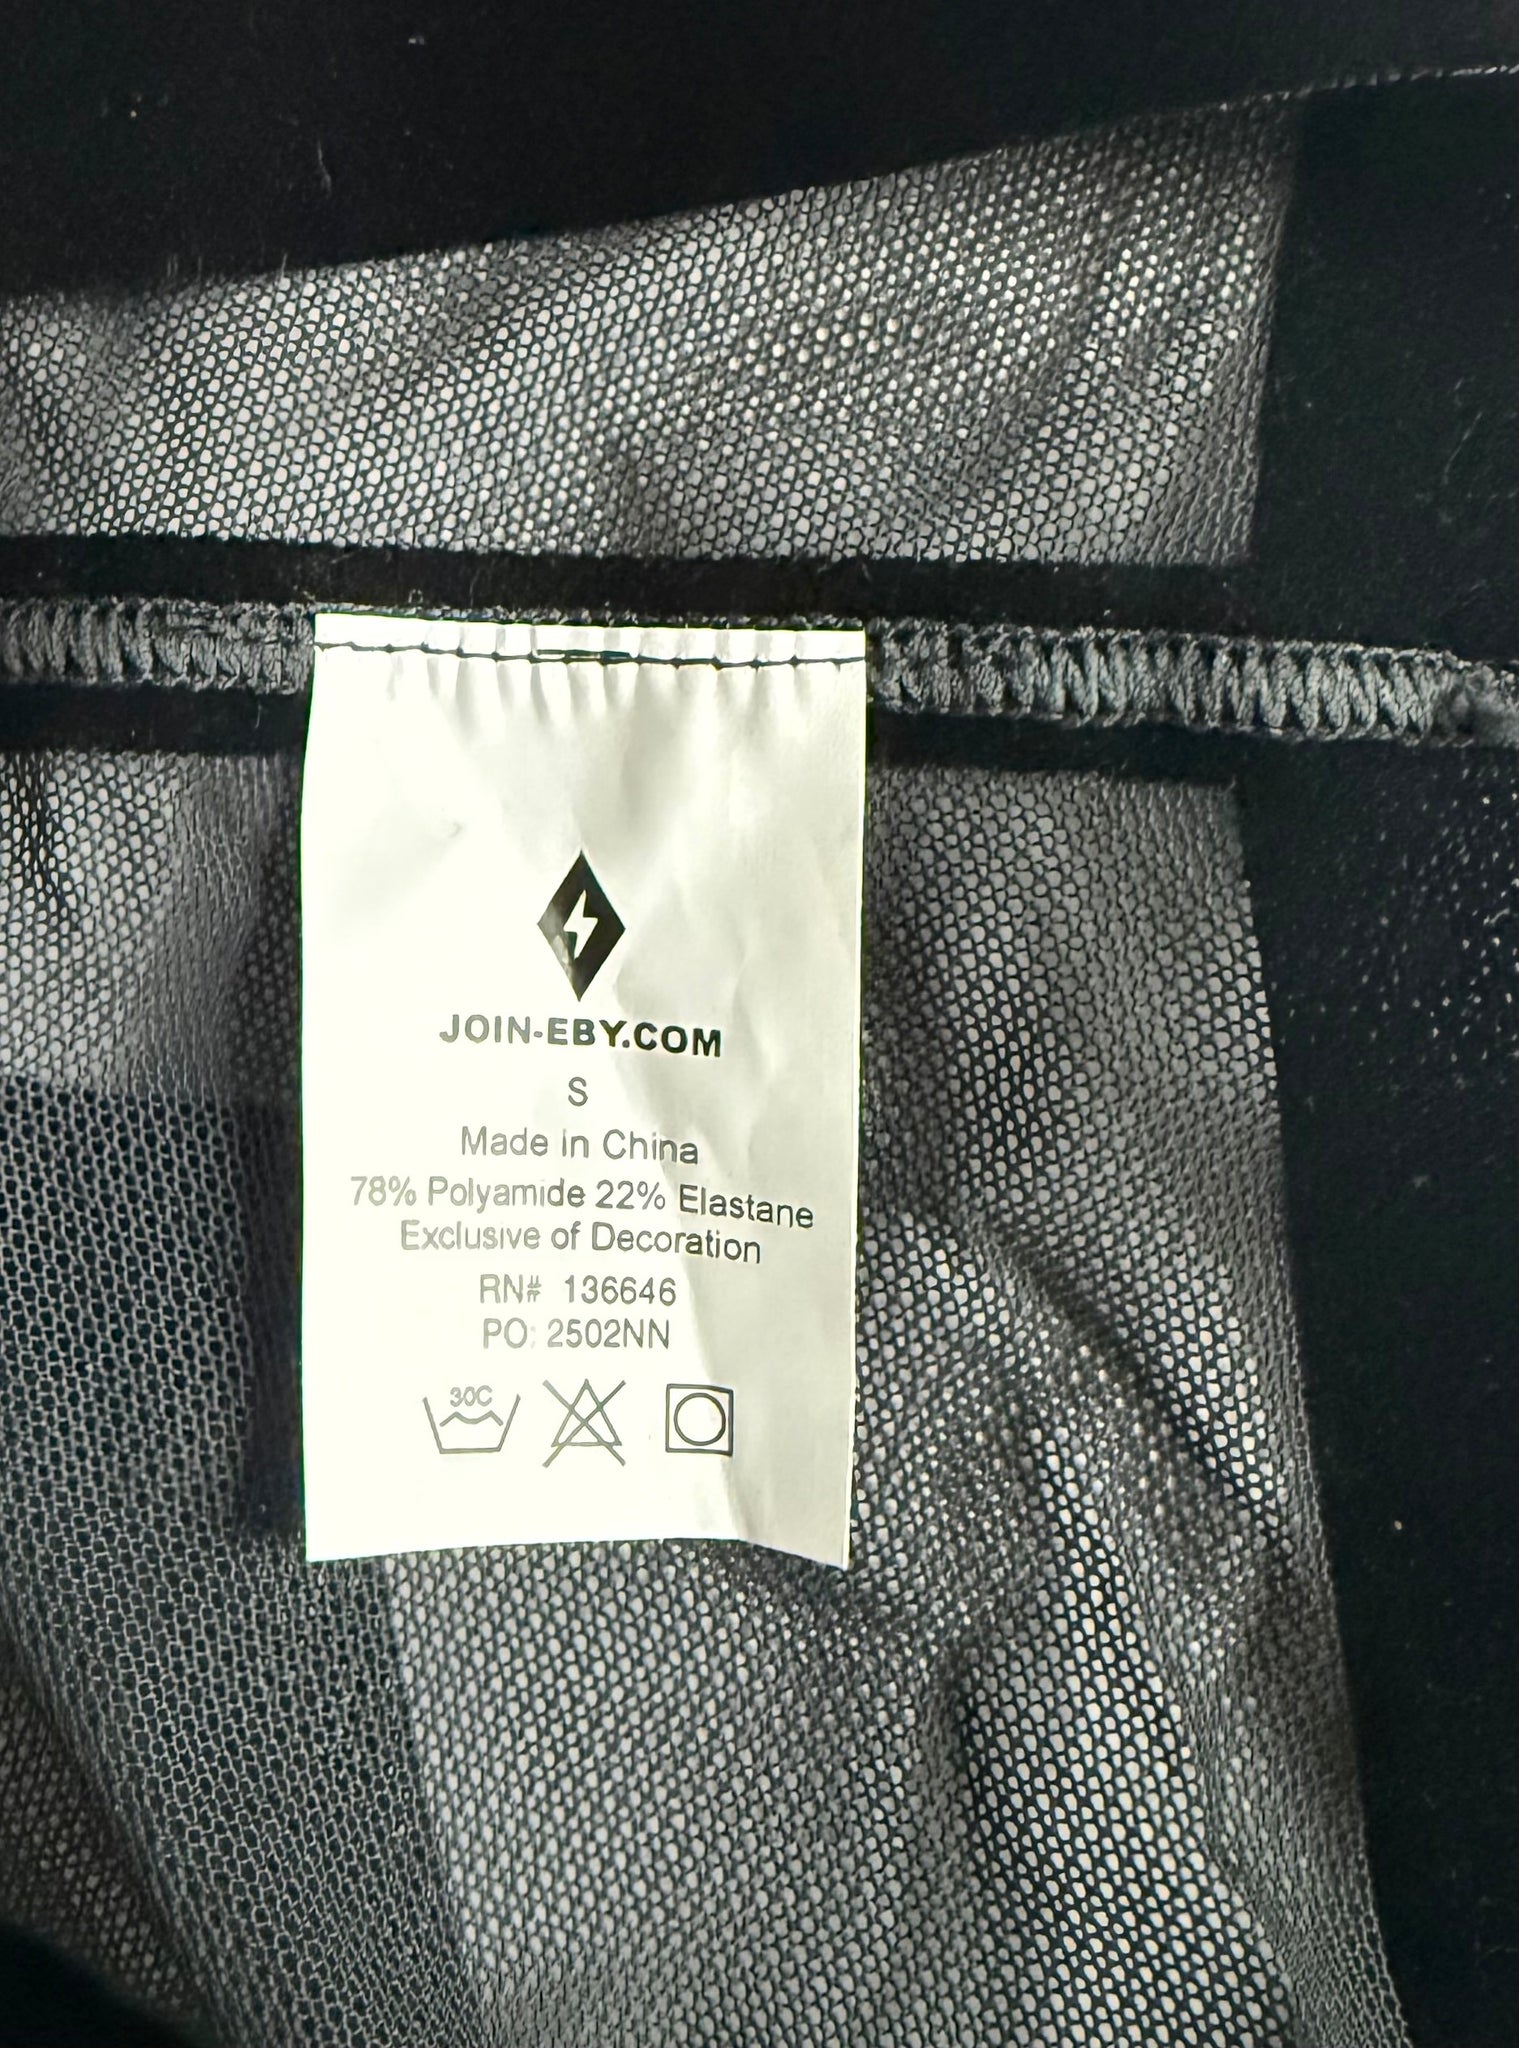 JOIN-EBY.COM
S
Made in China
78% Polyamide 22% Elastane
Exclusive of Decoration
RN# 136646
PO: 2502NN
30C